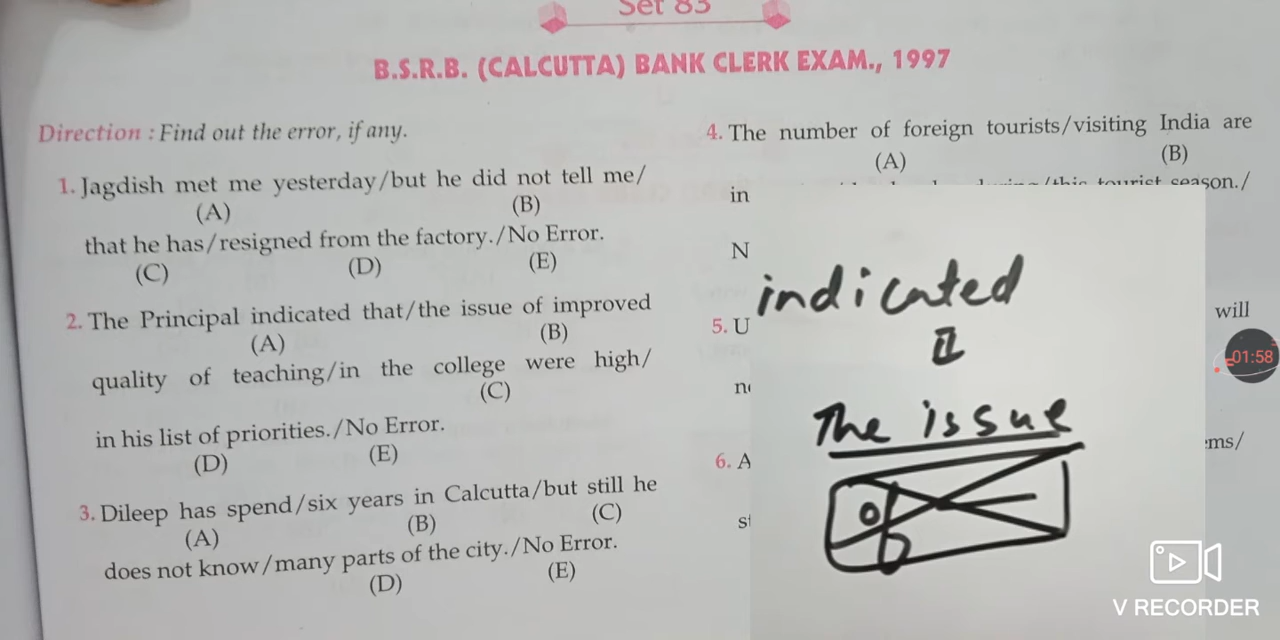 Set 83
B.S.R.B. (CALCUTTA) BANK CLERK EXAM., 1997
Direction : Find out the error, if any.
1. Jagdish met me yesterday/but he did not tell me/
(A) (B)
that he has/resigned from the factory./No Error.
(C) (D) (E)
2. The Principal indicated that/the issue of improved
(A) (B)
quality of teaching/in the college were high/
(C)
in his list of priorities./No Error.
(D) (E)
3. Dileep has spend/six years in Calcutta/but still he
(A) (B) (C)
does not know/many parts of the city./No Error.
(D) (E)
4. The number of foreign tourists/visiting India are
(A) (B)
in /this tourist season./
N
5. U will
6. A ems/
indicated
The issue
of
01:58
V RECORDER